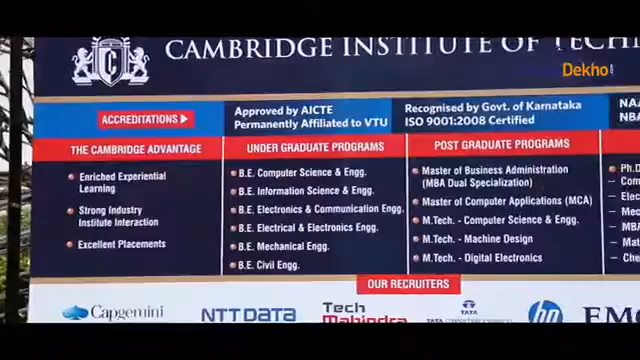 CAMBRIDGE INSTITUTE OF
Dekho
ACCREDITATIONS
Approved by AICTE
Permanently Affiliated to VTU
Recognised by Govt. of Karnataka
ISO 9001:2008 Certified
THE CAMBRIDGE ADVANTAGE
Enriched Experiential
Learning
Strong Industry
Institute Interaction
Excellent Placements
UNDER GRADUATE PROGRAMS
B.E. Computer Science & Engg.
B.E. Information Science & Engg.
B.E. Electronics & Communication Engg.
B.E. Electrical & Electronics Engg.
B.E. Mechanical Engg.
B.E. Civil Engg.
POST GRADUATE PROGRAMS
Master of Business Administration
(MBA Dual Specialization)
Master of Computer Applications (MCA)
M.Tech. - Computer Science & Engg.
M.Tech. - Machine Design
M.Tech. - Digital Electronics
OUR RECRUITERS
Capgemini
NTT DATA
Tech
Mahindra
TATA
hp